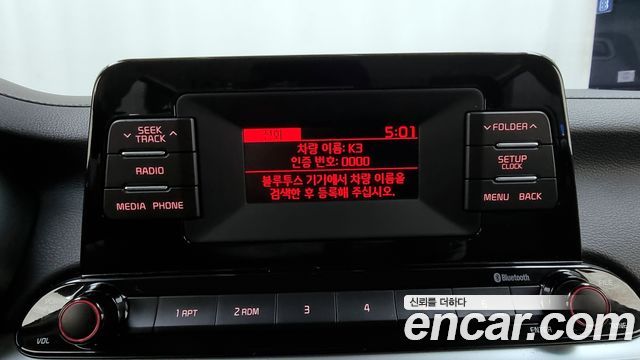 5:01
차량 이름: K3
인증 번호: 0000
블루투스 기기에서 차량 이름을
검색한 후 등록해 주십시오.
SEEK
TRACK
RADIO
MEDIA PHONE
FOLDER
SETUP
CLOCK
MENU BACK
Bluetooth
VOL
1 RPT
2 RDM
3
4
신뢰를 더하다
encar.com